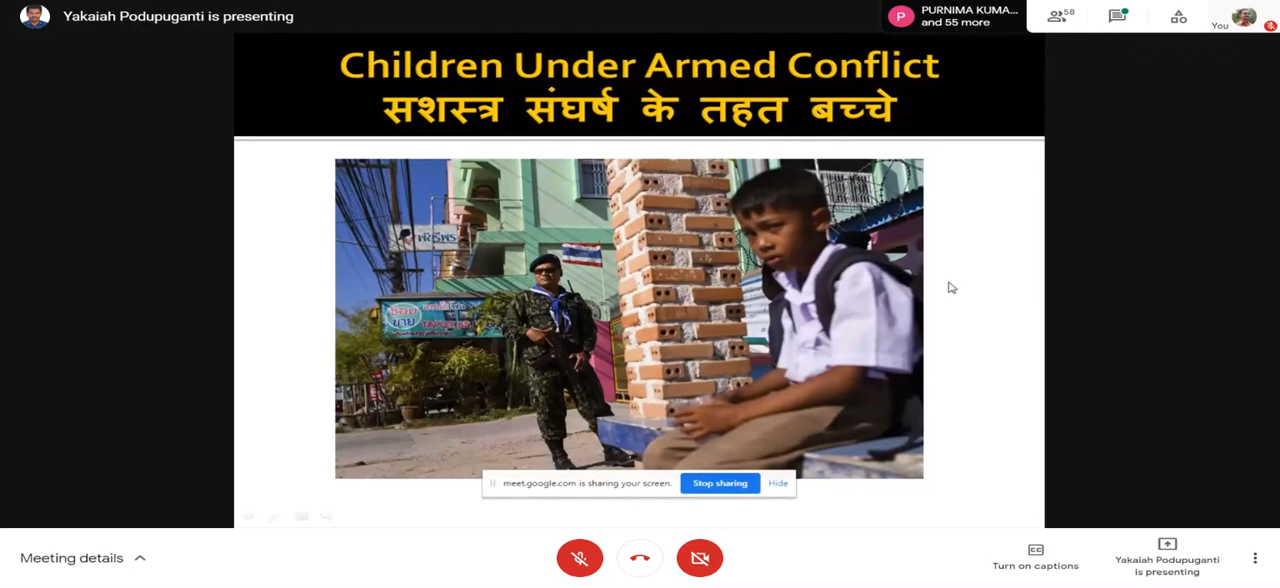 Yakaiah Podupuganti is presenting
P
PURNIMA KUMA...
and 55 more
58
You
Children Under Armed Conflict
सशस्त्र संघर्ष के तहत बच्चे
meet.google.com is sharing your screen.
Stop sharing
Hide
Meeting details
CC
Turn on captions
Yakaiah Podupuganti
is presenting